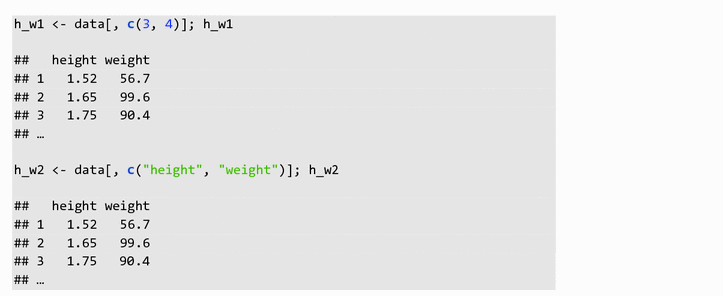 h_w1 <- data[, c(3, 4)]; h_w1
##   height weight
## 1   1.52   56.7
## 2   1.65   99.6
## 3   1.75   90.4
## …
h_w2 <- data[, c("height", "weight")]; h_w2
##   height weight
## 1   1.52   56.7
## 2   1.65   99.6
## 3   1.75   90.4
## …